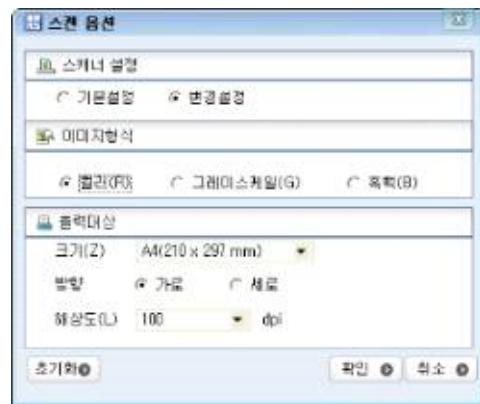 스캔 옵션
스캐너 설정
기본설정 변경설정
이미지형식
컬러(R) 그레이스케일(G) 흑백(B)
출력대상
크기(Z) A4(210 x 297 mm)
방향 가로 세로
해상도(L) 100 dpi
초기화 확인 취소